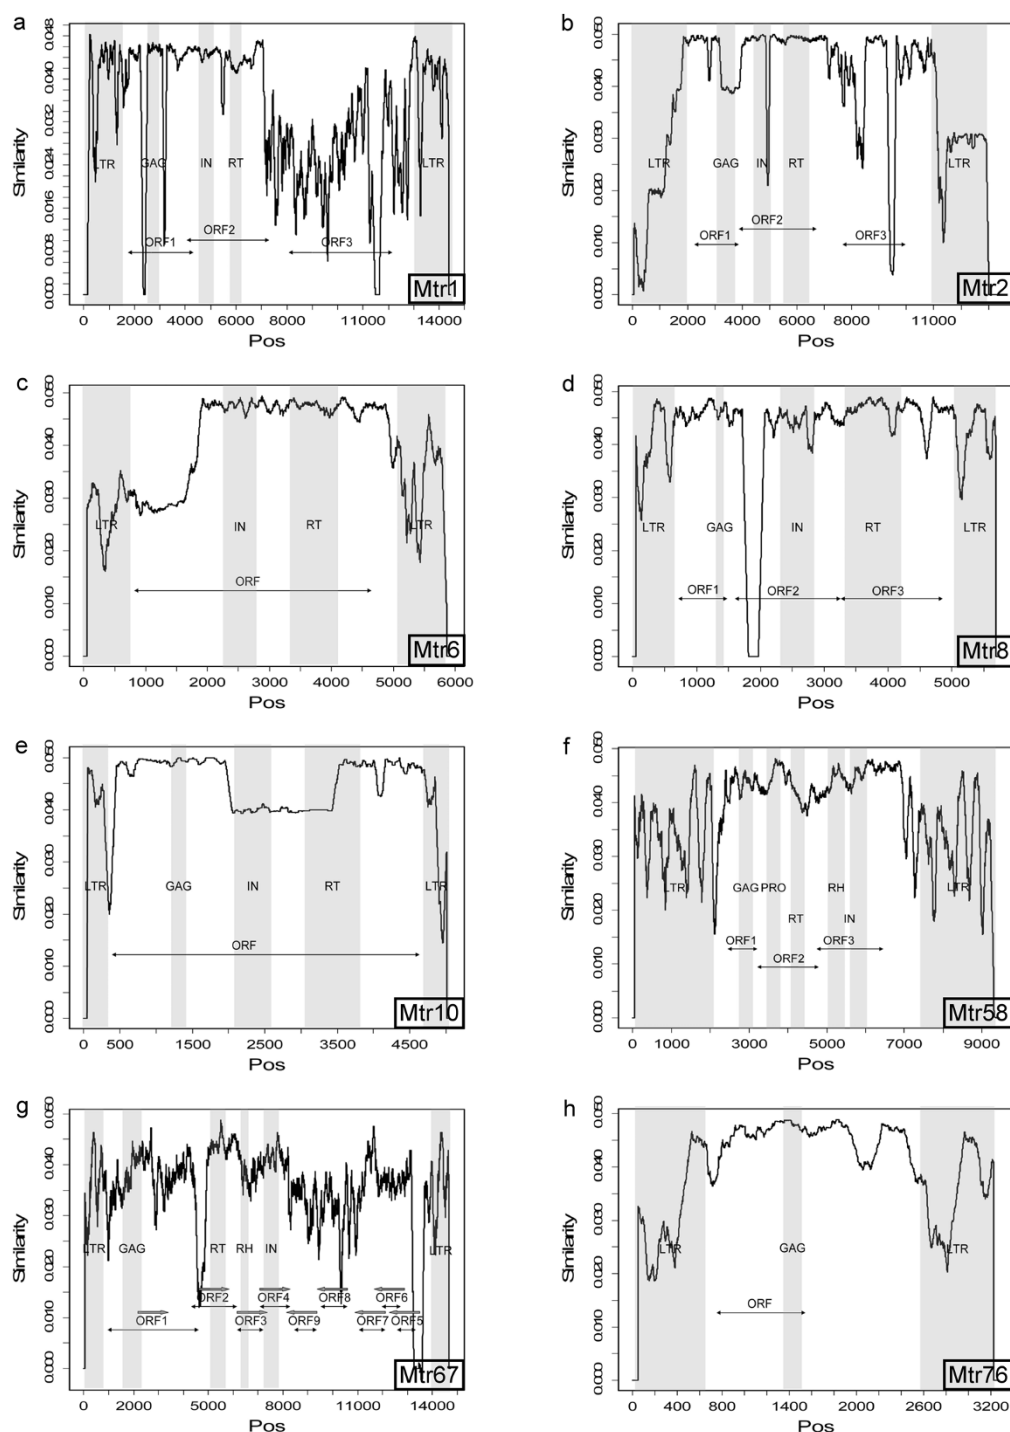 a
Similarity
0.000 0.008 0.016 0.024 0.032 0.040 0.048
LTR GAG IN RT LTR
ORF1 ORF2 ORF3
Mtr1
0 2000 4000 6000 8000 11000 14000
Pos
b
Similarity
0.000 0.010 0.020 0.030 0.040 0.050
LTR GAG IN RT LTR
ORF1 ORF2 ORF3
Mtr2
0 2000 4000 6000 8000 11000
Pos
c
Similarity
0.000 0.010 0.020 0.030 0.040 0.050
LTR IN RT LTR
ORF
Mtr6
0 1000 2000 3000 4000 5000 6000
Pos
d
Similarity
0.000 0.010 0.020 0.030 0.040 0.050
LTR GAG IN RT LTR
ORF1 ORF2 ORF3
Mtr8
0 1000 2000 3000 4000 5000
Pos
e
Similarity
0.000 0.010 0.020 0.030 0.040 0.050
LTR GAG IN RT LTR
ORF
Mtr10
0 500 1500 2500 3500 4500
Pos
f
Similarity
0.000 0.010 0.020 0.030 0.040 0.050
LTR GAG PRO RH LTR
RT IN
ORF1 ORF3
ORF2
Mtr58
0 1000 3000 5000 7000 9000
Pos
g
Similarity
0.000 0.010 0.020 0.030 0.040 0.050
LTR GAG RT RH IN LTR
ORF2 ORF4 ORF8 ORF6
ORF1 ORF3 ORF9 ORF7 ORF5
Mtr67
0 2000 5000 8000 11000 14000
Pos
h
Similarity
0.000 0.010 0.020 0.030 0.040 0.050
LTR GAG LTR
ORF
Mtr76
0 400 800 1400 2000 2600 3200
Pos